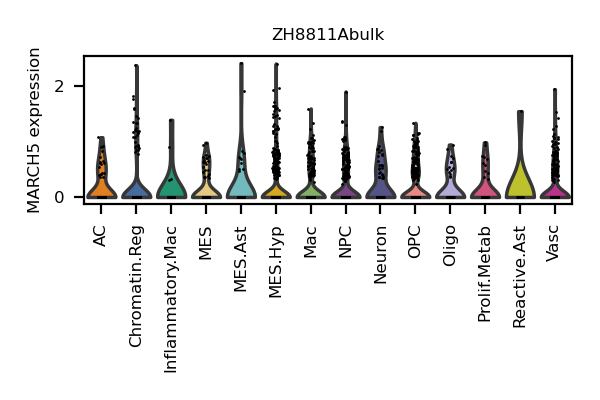 ZH8811Abulk
MARCH5 expression
2
0
AC
Chromatin.Reg
Inflammatory.Mac
MES
MES.Ast
MES.Hyp
Mac
NPC
Neuron
OPC
Oligo
Prolif.Metab
Reactive.Ast
Vasc